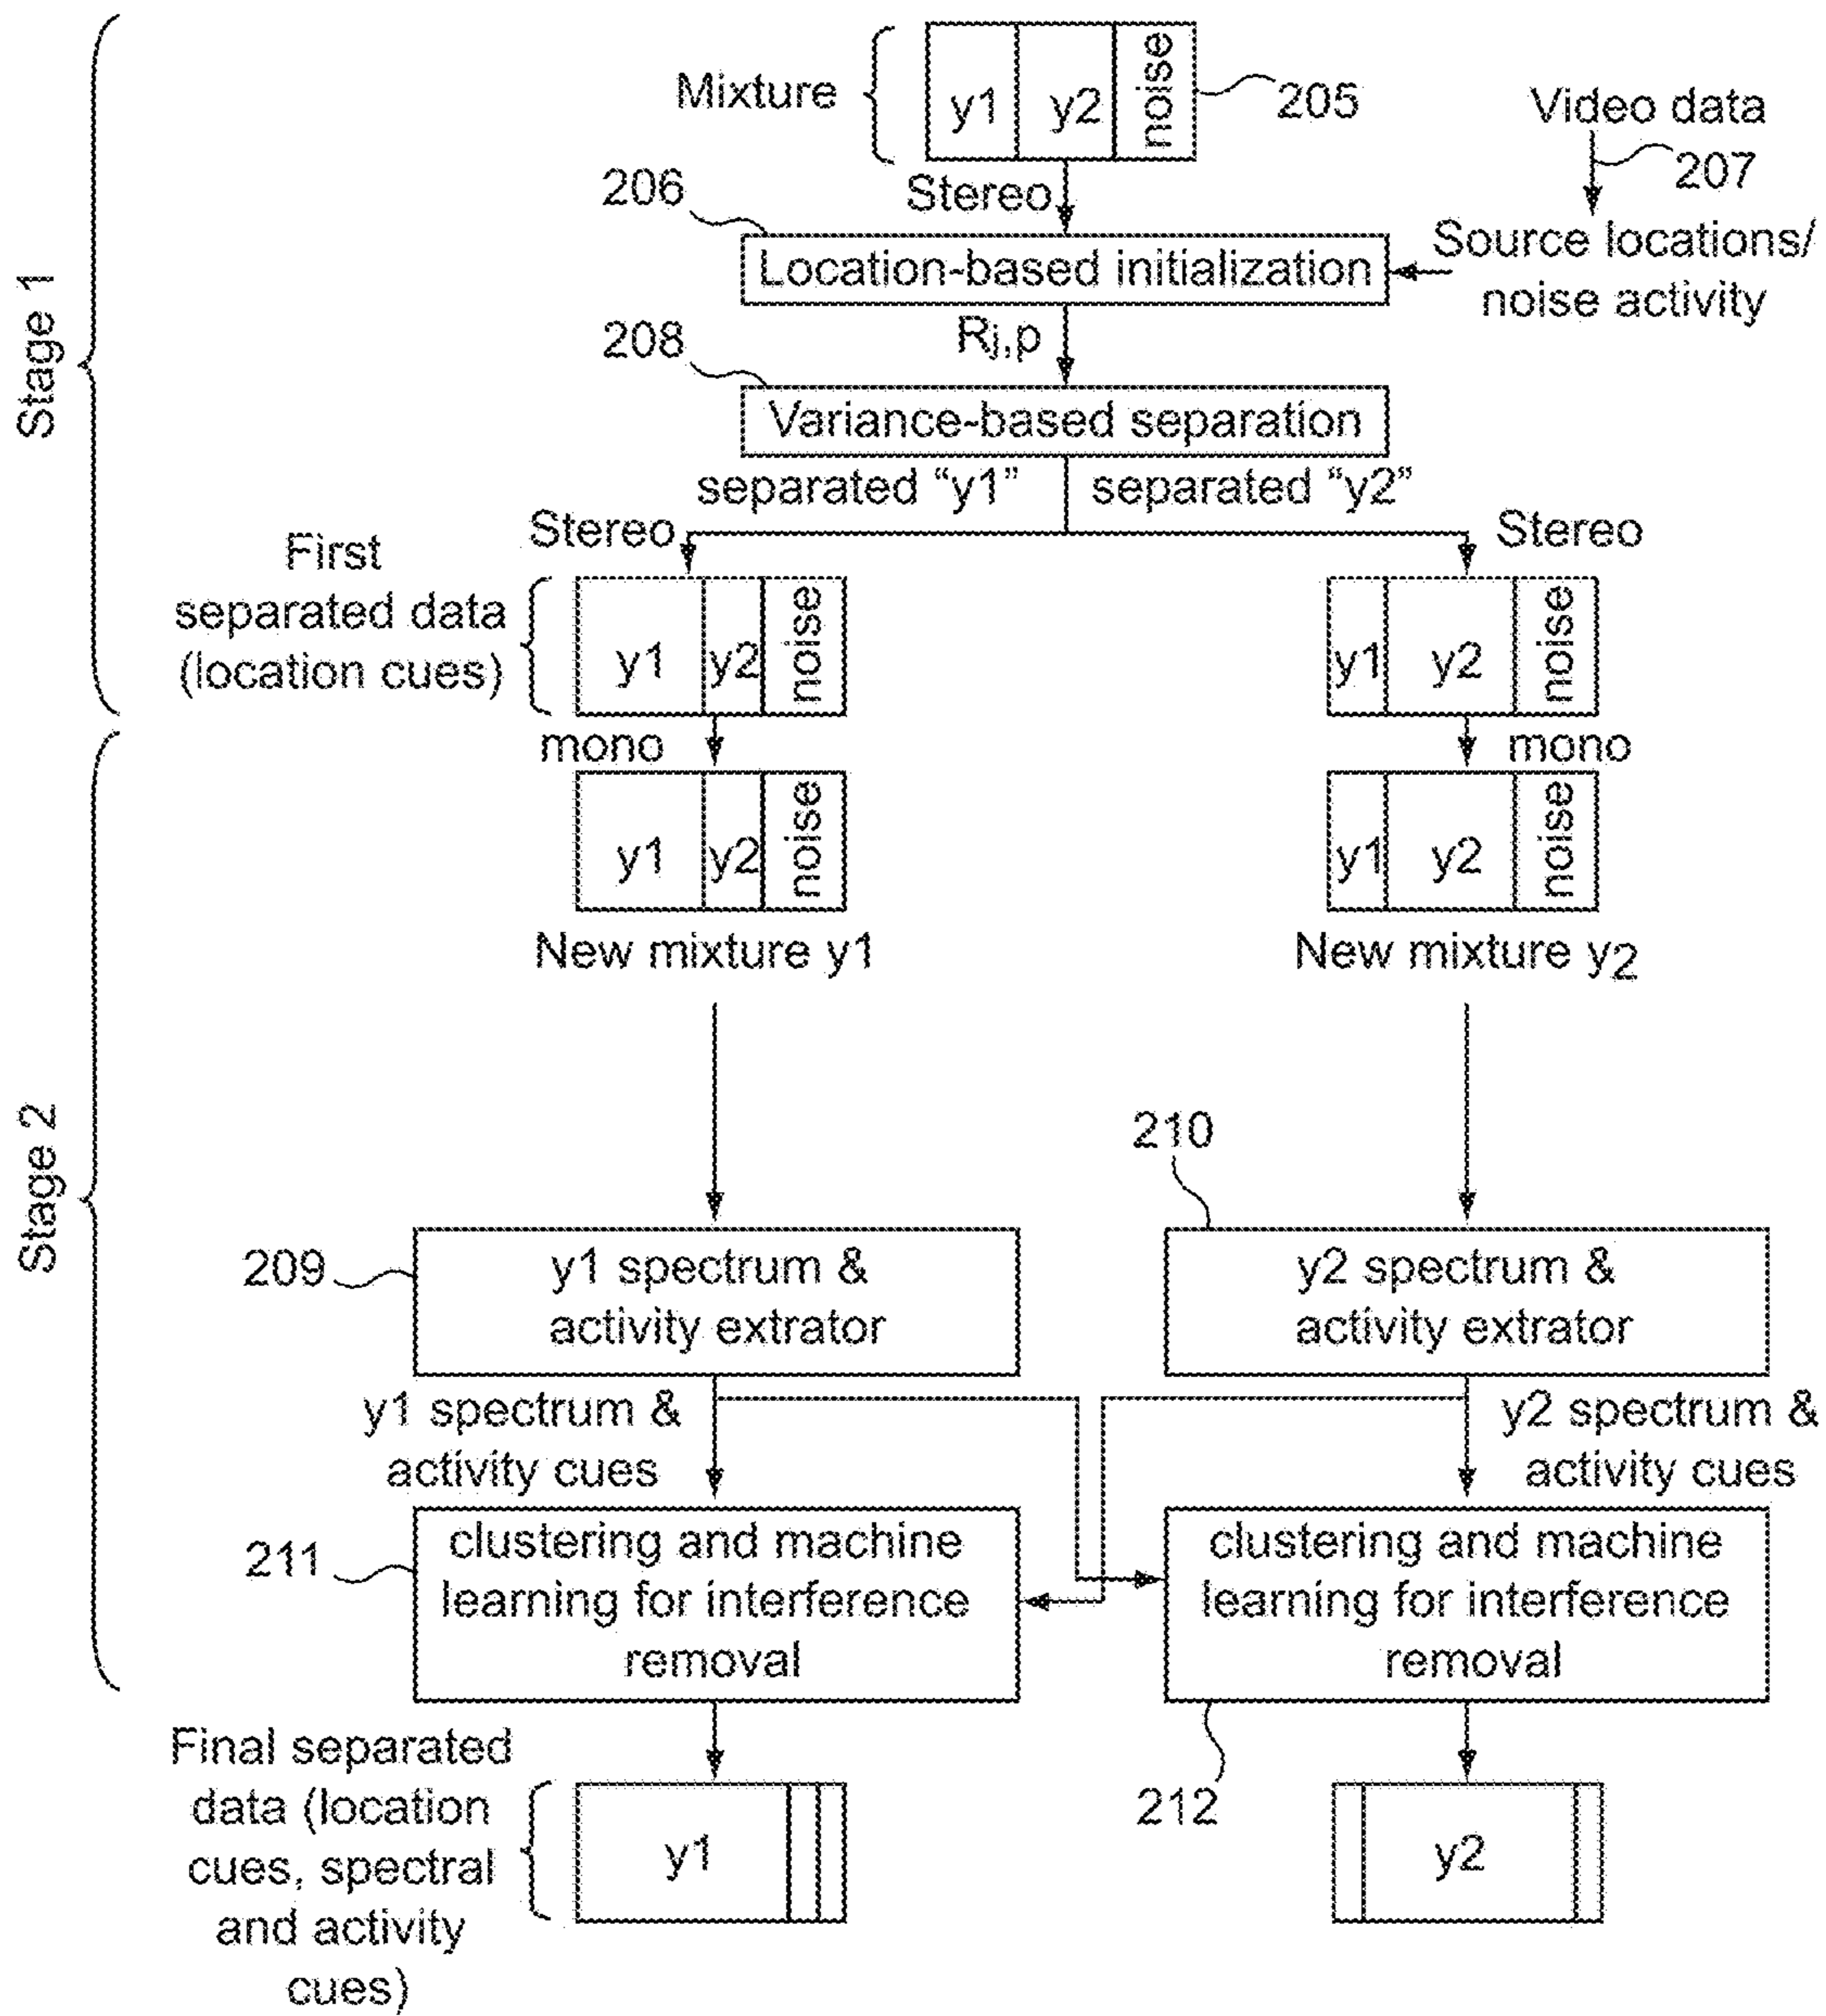 Stage 1
Mixture
y1
y2
noise
205
Video data
207
Stereo
206
Location-based initialization
Source locations/
noise activity
Rj,p
208
Variance-based separation
separated "y1"
separated "y2"
Stereo
Stereo
First
separated data
(location cues)
y1
y2
noise
y1
y2
noise
Stage 2
mono
mono
y1
y2
noise
y1
y2
noise
New mixture y1
New mixture y2
210
209
y1 spectrum &
activity extrator
y2 spectrum &
activity extrator
y1 spectrum &
activity cues
y2 spectrum &
activity cues
211
clustering and machine
learning for interference
removal
clustering and machine
learning for interference
removal
212
Final separated
data (location
cues, spectral
and activity
cues)
y1
y2